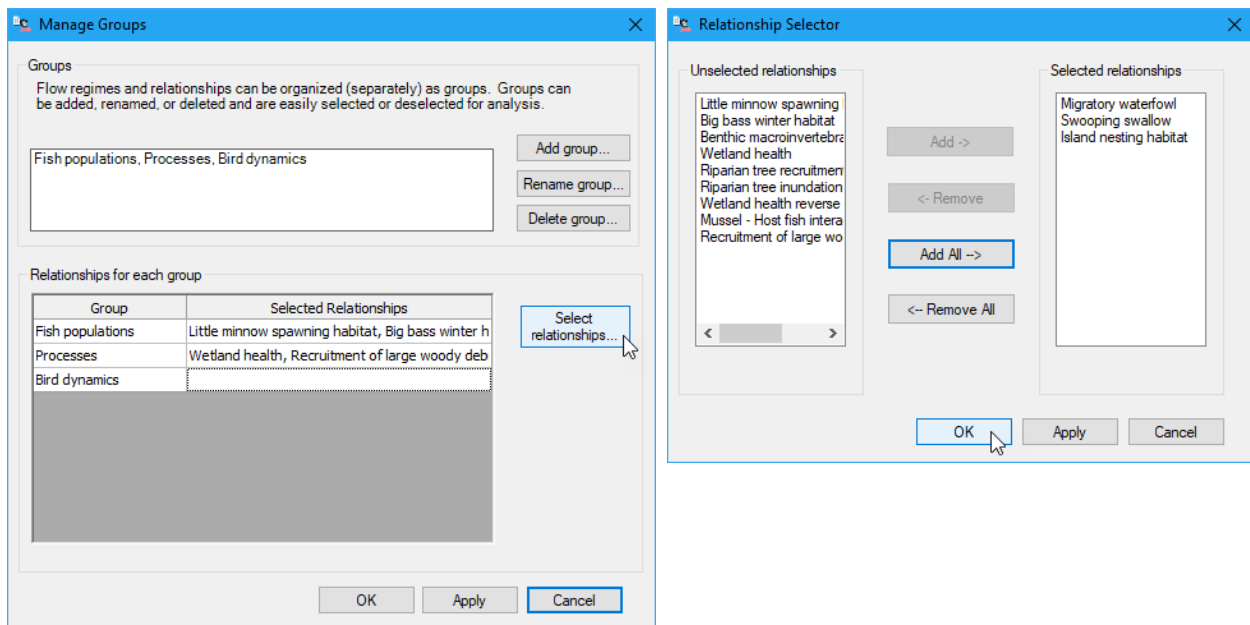 Manage Groups
Groups
Flow regimes and relationships can be organized (separately) as groups. Groups can
be added, renamed, or deleted and are easily selected or deselected for analysis.
Fish populations, Processes, Bird dynamics
Add group...
Rename group...
Delete group...
Relationships for each group
Group Selected Relationships
Fish populations Little minnow spawning habitat, Big bass winter h
Processes Wetland health, Recruitment of large woody deb
Bird dynamics
Select
relationships...
OK Apply Cancel
Relationship Selector
Unselected relationships
Little minnow spawning
Big bass winter habitat
Benthic macroinvertebra
Wetland health
Riparian tree recruitment
Riparian tree inundation
Wetland health reverse
Mussel - Host fish intera
Recruitment of large wo
Add ->
<- Remove
Add All -->
<-- Remove All
Selected relationships
Migratory waterfowl
Swooping swallow
Island nesting habitat
OK Apply Cancel